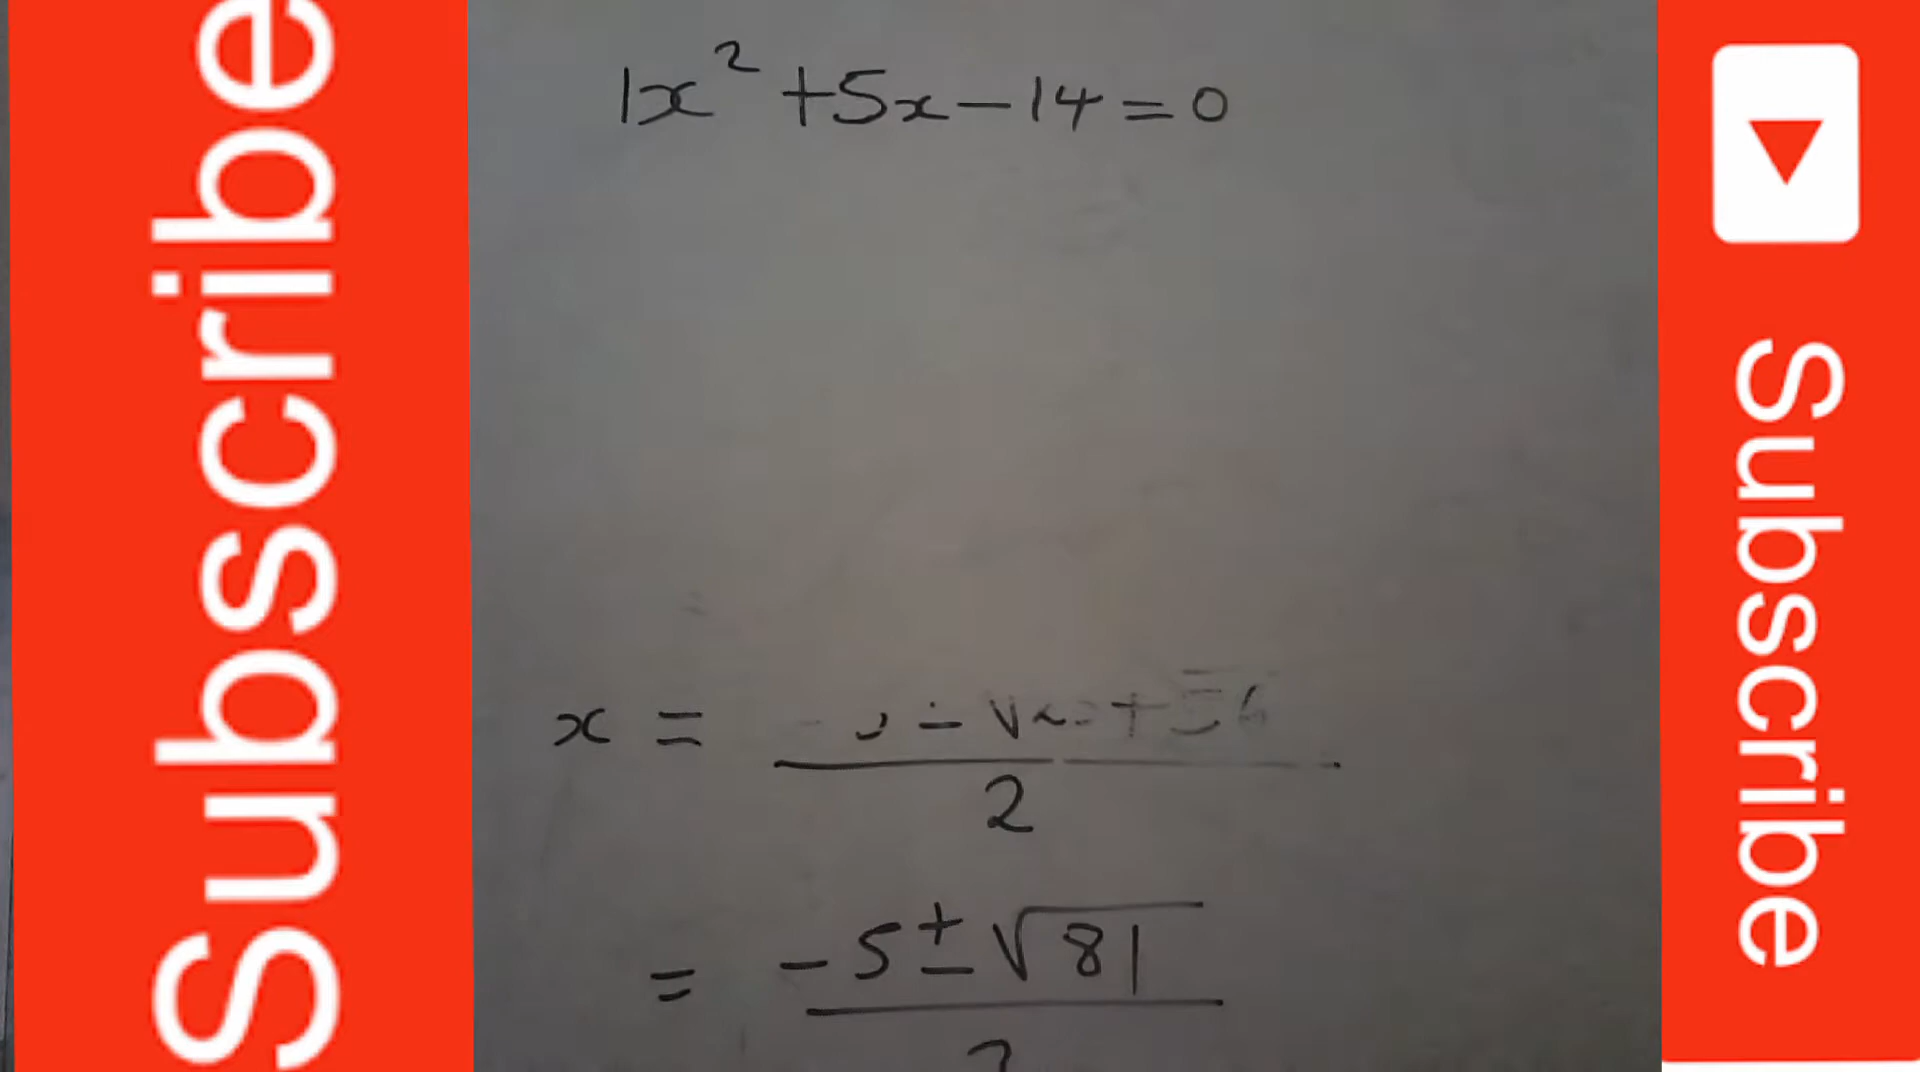 Subscribe
1x² + 5x - 14 = 0
x =
2
= -5 ± √81
Subscribe